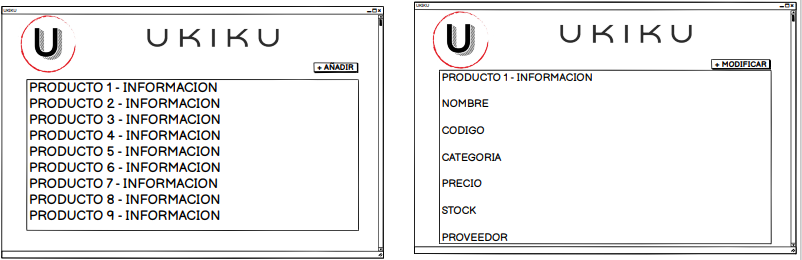 UKIKU
U
UKIKU
+ AÑADIR
PRODUCTO 1 - INFORMACION
PRODUCTO 2 - INFORMACION
PRODUCTO 3 - INFORMACION
PRODUCTO 4 - INFORMACION
PRODUCTO 5 - INFORMACION
PRODUCTO 6 - INFORMACION
PRODUCTO 7 - INFORMACION
PRODUCTO 8 - INFORMACION
PRODUCTO 9 - INFORMACION
UKIKU
U
UKIKU
+ MODIFICAR
PRODUCTO 1 - INFORMACION
NOMBRE
CODIGO
CATEGORIA
PRECIO
STOCK
PROVEEDOR